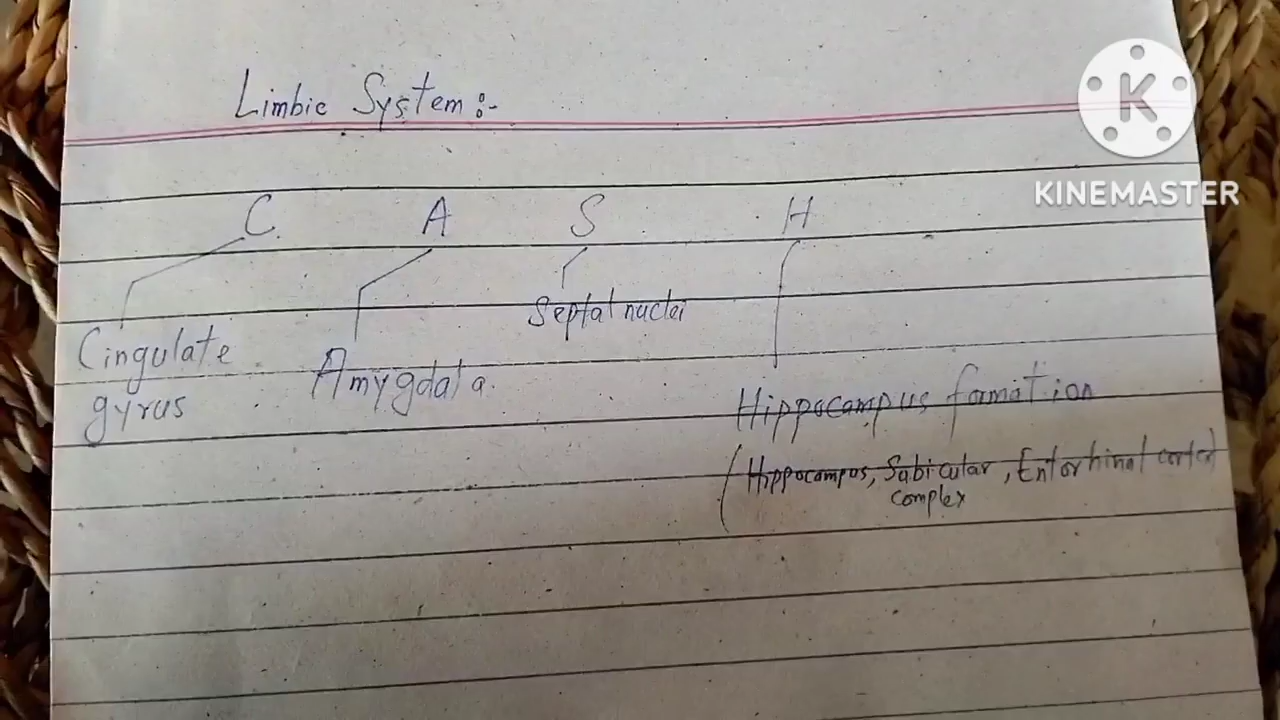 Limbic System :-
C A S H
Septal nuclei
Cingulate
gyrus
Amygdala.
Hippocampus formation
(Hippocampus, Subicular, Entorhinal cortex)
complex
K
KINEMASTER